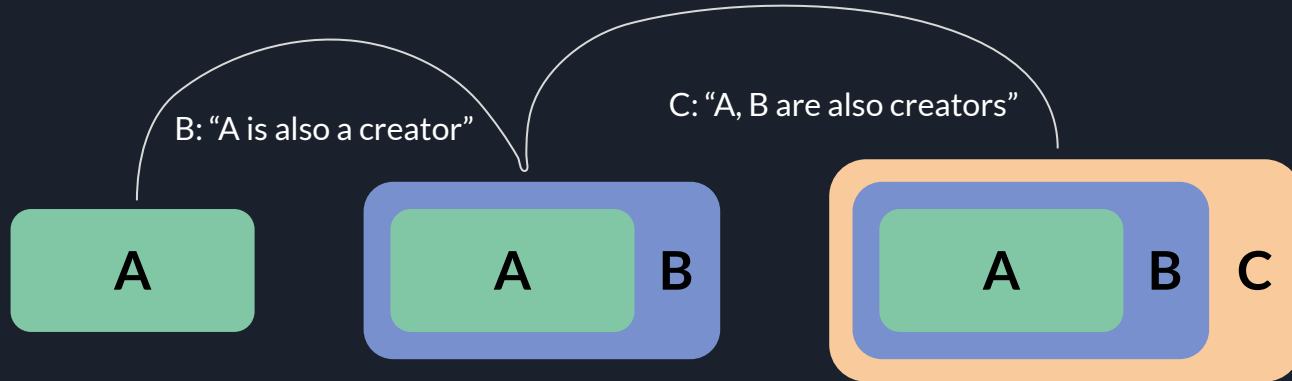 B: “A is also a creator”
C: “A, B are also creators”
A
A B
A B C